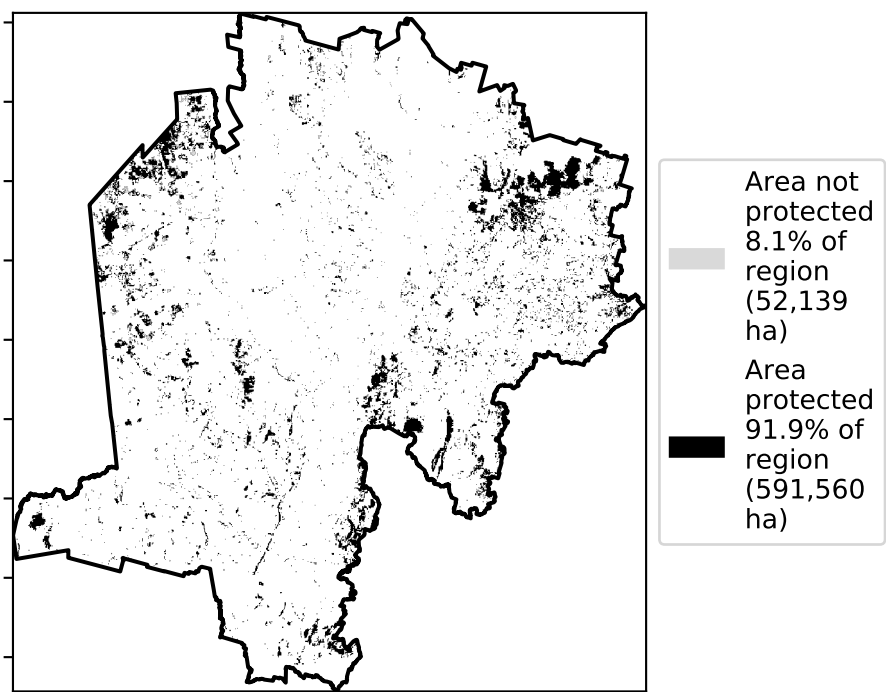 Area not
protected
8.1% of
region
(52,139
ha)
Area
protected
91.9% of
region
(591,560
ha)